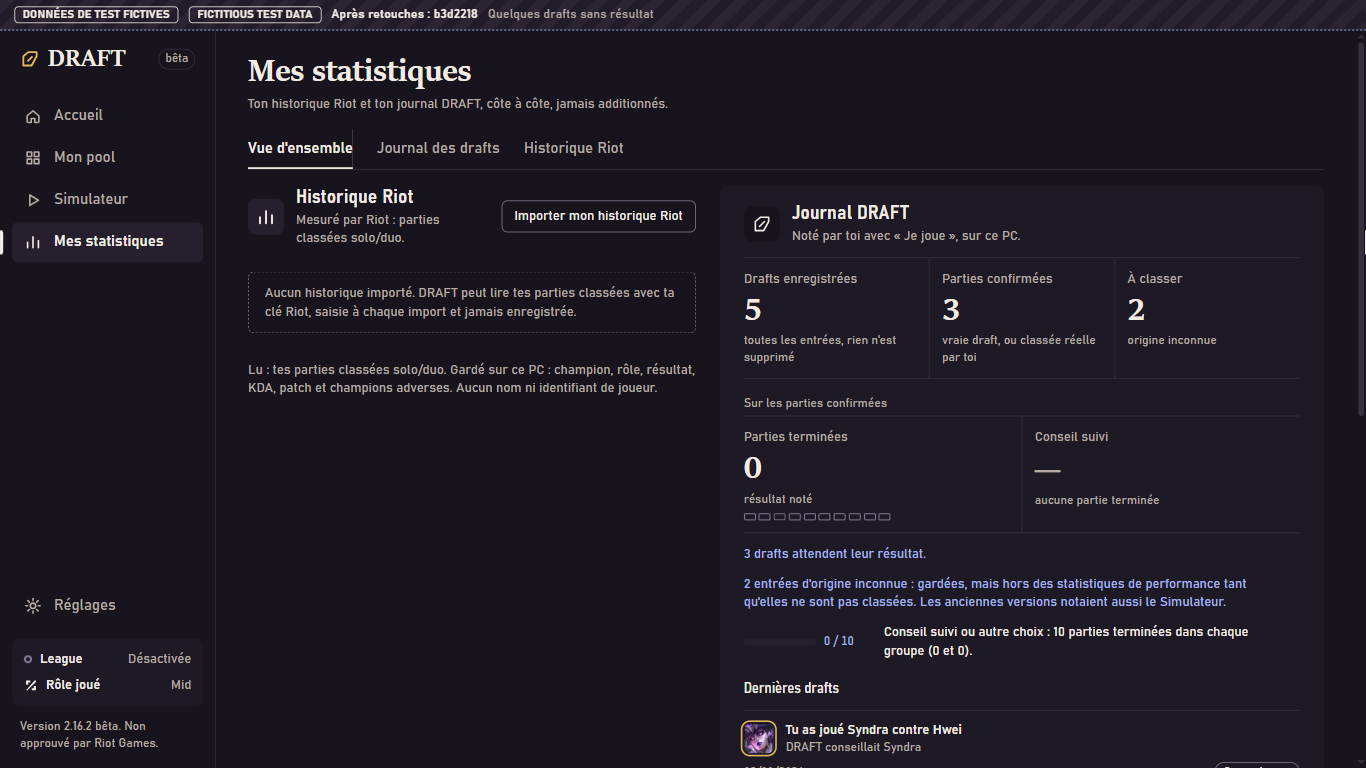 DONNÉES DE TEST FICTIVES FICTITIOUS TEST DATA Après retouches : b3d2218 Quelques drafts sans résultat
DRAFT bêta
Accueil
Mon pool
Simulateur
Mes statistiques
Réglages
League Désactivée
Rôle joué Mid
Version 2.16.2 bêta. Non
approuvé par Riot Games.
Mes statistiques
Ton historique Riot et ton journal DRAFT, côte à côte, jamais additionnés.
Vue d'ensemble Journal des drafts Historique Riot
Historique Riot
Mesuré par Riot : parties
classées solo/duo.
Importer mon historique Riot
Aucun historique importé. DRAFT peut lire tes parties classées avec ta
clé Riot, saisie à chaque import et jamais enregistrée.
Lu : tes parties classées solo/duo. Gardé sur ce PC : champion, rôle, résultat,
KDA, patch et champions adverses. Aucun nom ni identifiant de joueur.
Journal DRAFT
Noté par toi avec « Je joue », sur ce PC.
Drafts enregistrées
5
toutes les entrées, rien n'est
supprimé
Parties confirmées
3
vraie draft, ou classée réelle
par toi
À classer
2
origine inconnue
Sur les parties confirmées
Parties terminées
0
résultat noté
Conseil suivi
—
aucune partie terminée
3 drafts attendent leur résultat.
2 entrées d'origine inconnue : gardées, mais hors des statistiques de performance tant
qu'elles ne sont pas classées. Les anciennes versions notaient aussi le Simulateur.
0 / 10
Conseil suivi ou autre choix : 10 parties terminées dans chaque
groupe (0 et 0).
Dernières drafts
Tu as joué Syndra contre Hwei
DRAFT conseillait Syndra